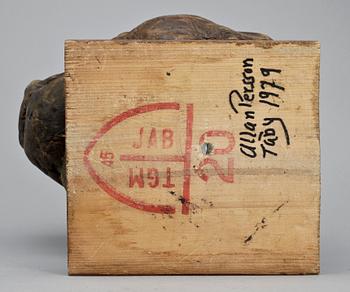 JAB
45
TGM
20
Allan Persson
Täby 1979